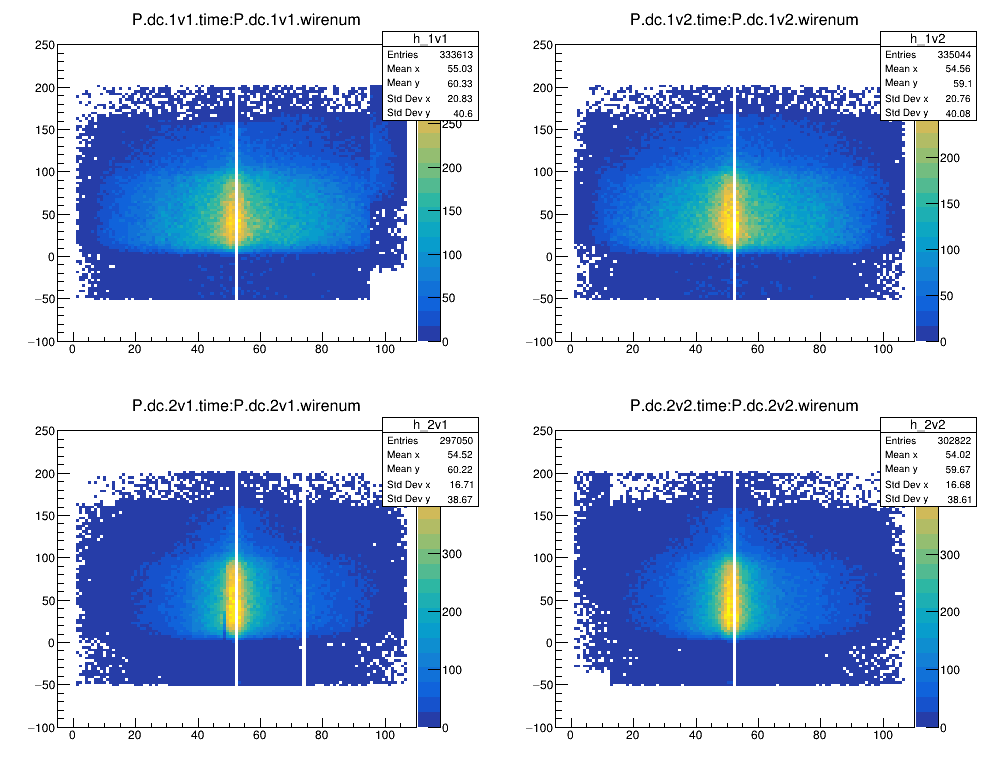 P.dc.1v1.time:P.dc.1v1.wirenum
h_1v1
Entries 333613
Mean x 55.03
Mean y 60.33
Std Dev x 20.83
Std Dev y 40.6
250
200
150
100
50
0
−50
−100
0 20 40 60 80 100
250
200
150
100
50
0
P.dc.1v2.time:P.dc.1v2.wirenum
h_1v2
Entries 335044
Mean x 54.56
Mean y 59.1
Std Dev x 20.76
Std Dev y 40.08
250
200
150
100
50
0
−50
−100
0 20 40 60 80 100
200
150
100
50
0
P.dc.2v1.time:P.dc.2v1.wirenum
h_2v1
Entries 297050
Mean x 54.52
Mean y 60.22
Std Dev x 16.71
Std Dev y 38.67
250
200
150
100
50
0
−50
−100
0 20 40 60 80 100
300
200
100
0
P.dc.2v2.time:P.dc.2v2.wirenum
h_2v2
Entries 302822
Mean x 54.02
Mean y 59.67
Std Dev x 16.68
Std Dev y 38.61
250
200
150
100
50
0
−50
−100
0 20 40 60 80 100
300
200
100
0